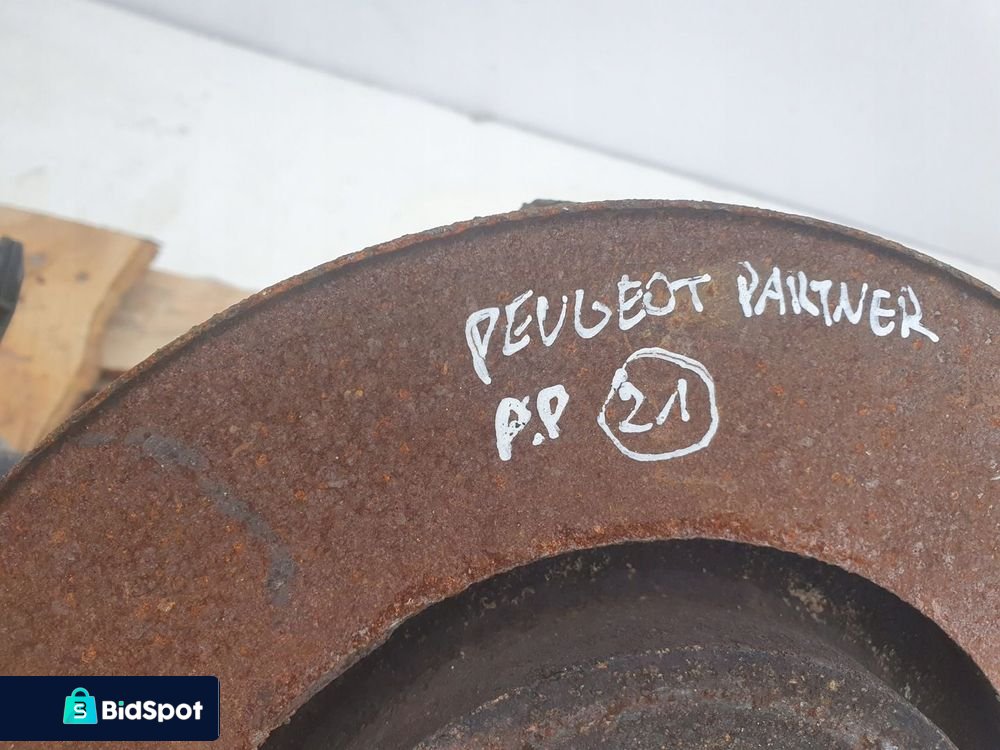 PEUGEOT PARTNER
P.P 21
BidSpot